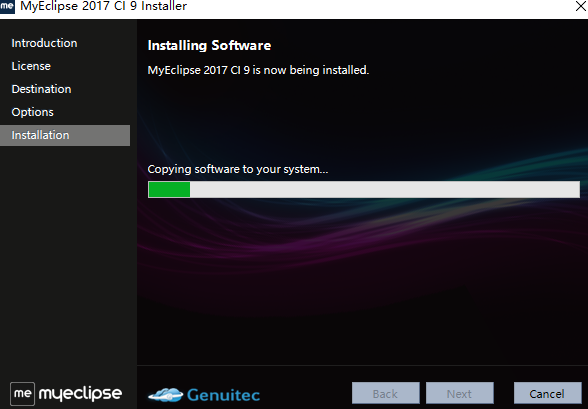 me MyEclipse 2017 CI 9 Installer
Introduction
License
Destination
Options
Installation
Installing Software
MyEclipse 2017 CI 9 is now being installed.
Copying software to your system...
me myeclipse
Genuitec
Back
Next
Cancel